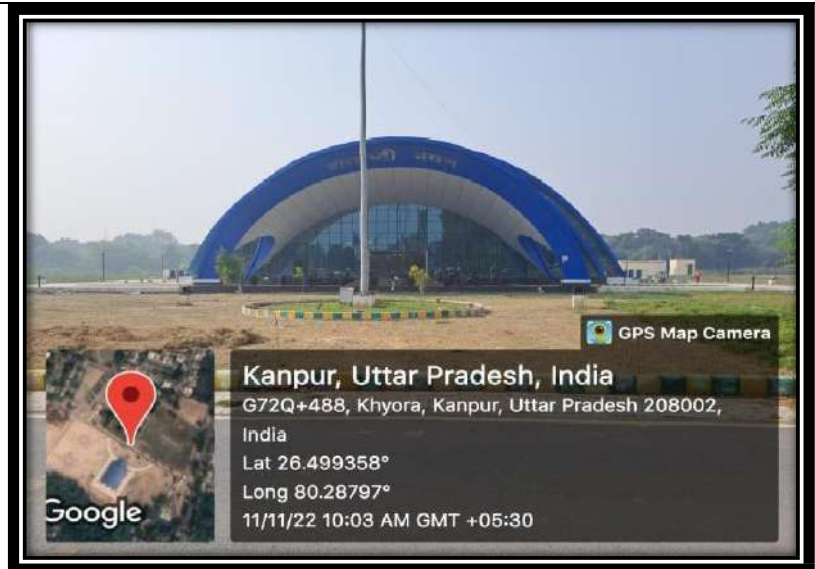 भवन
GPS Map Camera
Kanpur, Uttar Pradesh, India
G72Q+488, Khyora, Kanpur, Uttar Pradesh 208002,
India
Lat 26.499358°
Long 80.28797°
11/11/22 10:03 AM GMT +05:30
Google